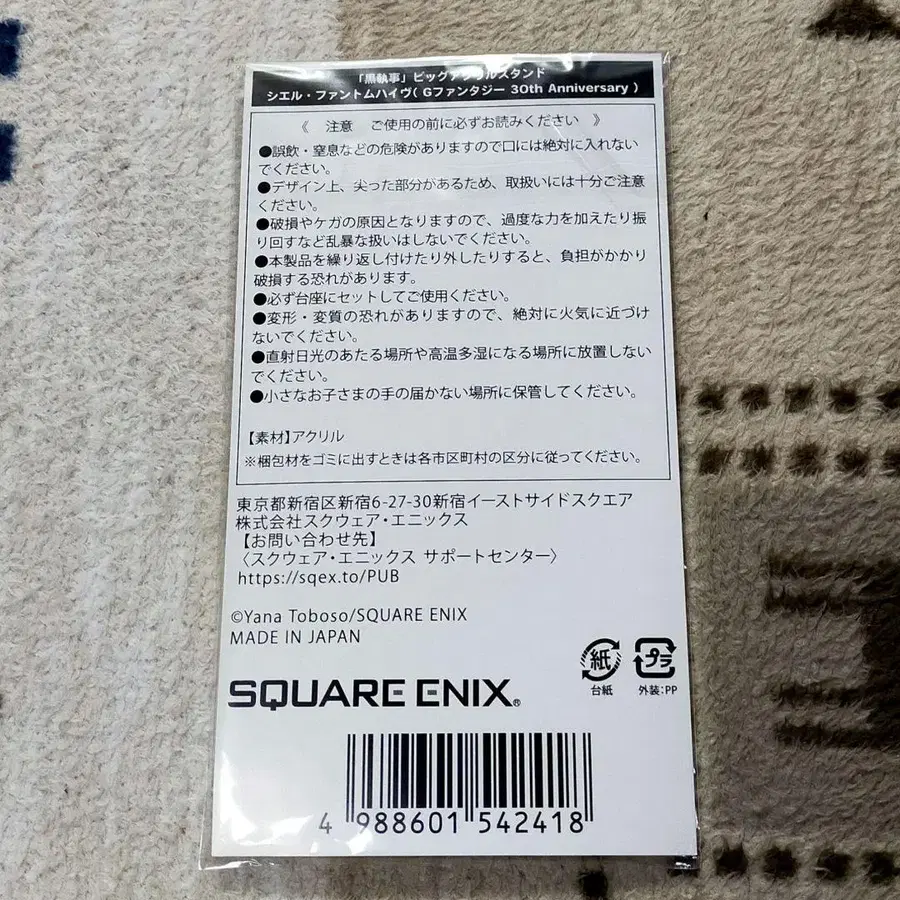 「黒執事」ビッグアクリルスタンド
シエル・ファントムハイヴ( Gファンタジー 30th Anniversary )
《 注意 ご使用の前に必ずお読みください 》
●誤飲・窒息などの危険がありますので口には絶対に入れない
でください。
●デザイン上、尖った部分があるため、取扱いには十分ご注意
ください。
●破損やケガの原因となりますので、過度な力を加えたり振
り回すなど乱暴な扱いはしないでください。
●本製品を繰り返し付けたり外したりすると、負担がかかり
破損する恐れがあります。
●必ず台座にセットしてご使用ください。
●変形・変質の恐れがありますので、絶対に火気に近づけ
ないでください。
●直射日光のあたる場所や高温多湿になる場所に放置しない
でください。
●小さなお子さまの手の届かない場所に保管してください。
【素材】アクリル
※梱包材をゴミに出すときは各市区町村の区分に従ってください。
東京都新宿区新宿6-27-30新宿イーストサイドスクエア
株式会社スクウェア・エニックス
【お問い合わせ先】
〈スクウェア・エニックス サポートセンター〉
https://sqex.to/PUB
©Yana Toboso/SQUARE ENIX
MADE IN JAPAN
紙 プラ
台紙 外装:PP
SQUARE ENIX®
4 988601 542418